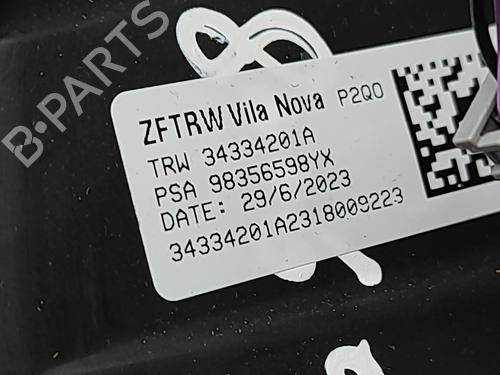 B-PARTS
ZFTRW Vila Nova P2Q0
TRW 34334201A
PSA 98356598YX
DATE: 29/6/2023
34334201A2318009223